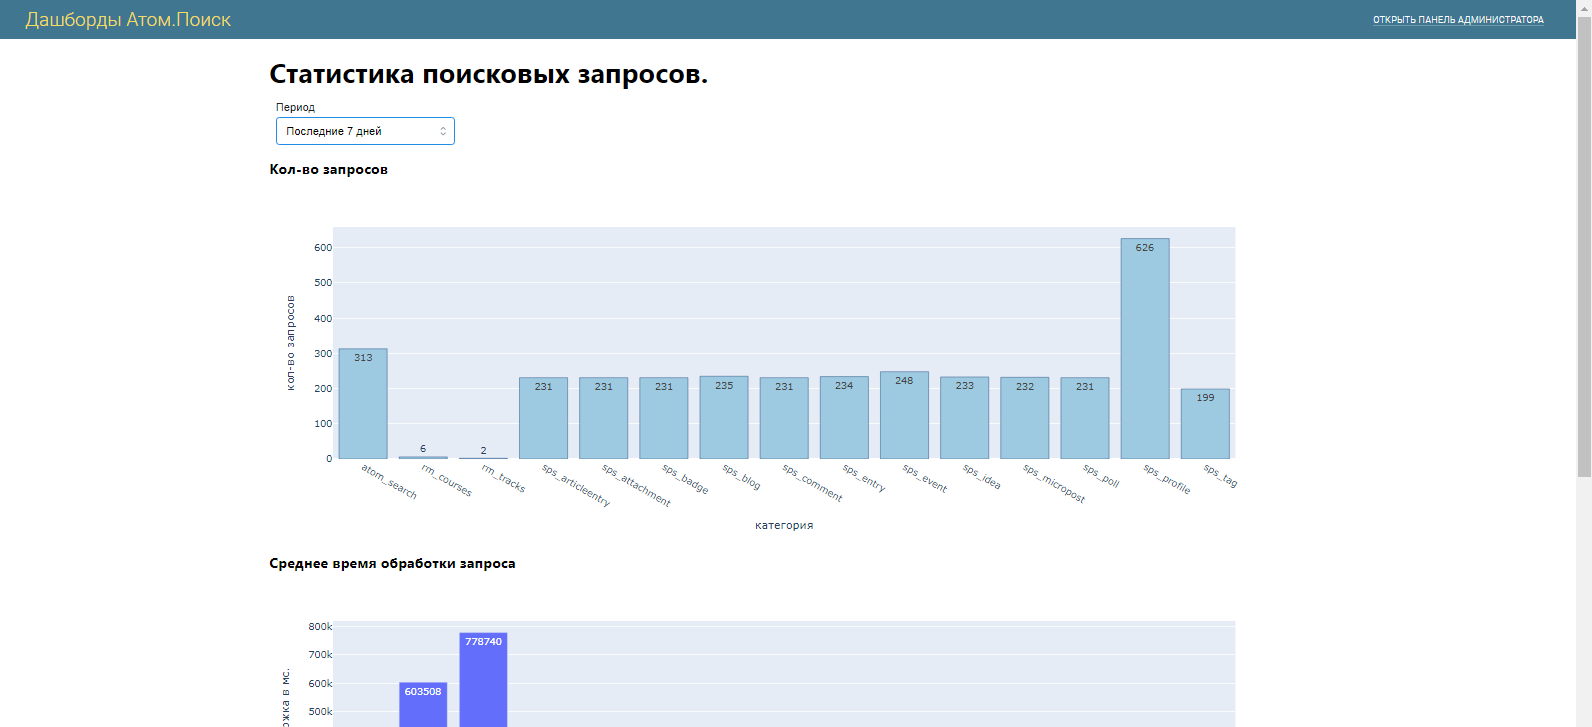 Дашборды Атом.Поиск
ОТКРЫТЬ ПАНЕЛЬ АДМИНИСТРАТОРА
Статистика поисковых запросов.
Период
Последние 7 дней
Кол-во запросов
кол-во запросов
600
500
400
300
200
100
0
313
6
2
231
231
231
235
231
234
248
233
232
231
626
199
atom_search
rm_courses
rm_tracks
sps_articleentry
sps_attachment
sps_badge
sps_blog
sps_comment
sps_entry
sps_event
sps_idea
sps_micropost
sps_poll
sps_profile
sps_tag
категория
Среднее время обработки запроса
800k
700k
600k
500k
603508
778740
в мс.